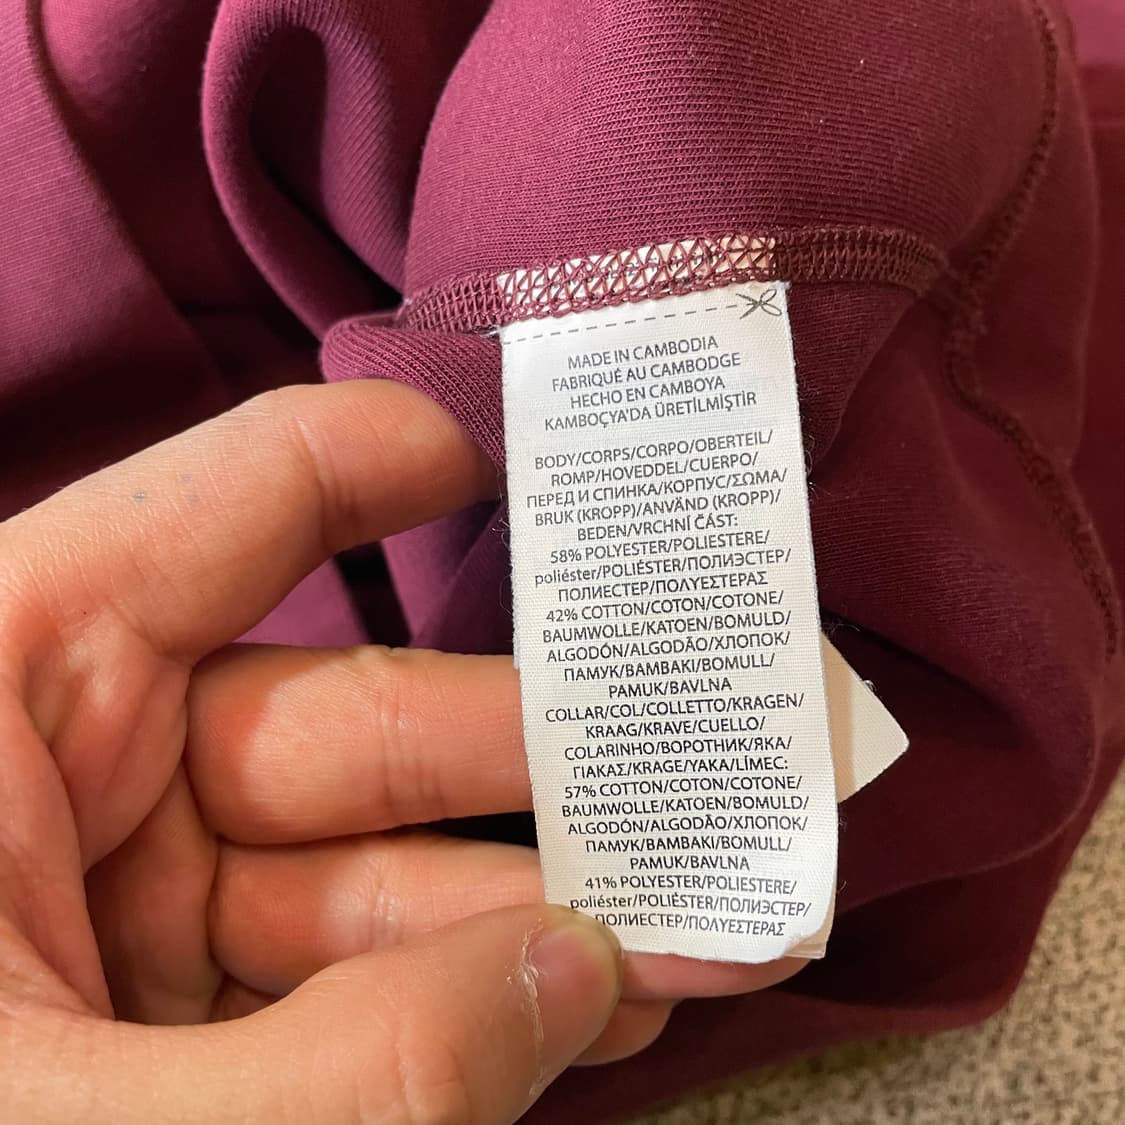 MADE IN CAMBODIA
FABRIQUÉ AU CAMBODGE
HECHO EN CAMBOYA
KAMBOÇYA'DA ÜRETİLMİŞTİR
BODY/CORPS/CORPO/OBERTEIL/
ROMP/HOVEDDEL/CUERPO/
ПЕРЕД И СПИНКА/КОРПУС/ΣΩΜΑ/
BRUK (KROPP)/ANVÄND (KROPP)/
BEDEN/VRCHNÍ ČÁST:
58% POLYESTER/POLIESTERE/
poliéster/POLIÉSTER/ПОЛИЭСТЕР/
ПОЛИЕСТЕР/ΠΟΛΥΕΣΤΕΡΑΣ
42% COTTON/COTON/COTONE/
BAUMWOLLE/KATOEN/BOMULD/
ALGODÓN/ALGODÃO/ХЛОПОК/
ПАМУК/ΒΑΜΒΑΚΙ/BOMULL/
PAMUK/BAVLNA
COLLAR/COL/COLLETTO/KRAGEN/
KRAAG/KRAVE/CUELLO/
COLARINHO/ВОРОТНИК/ЯКА/
ΓΙΑΚΑΣ/KRAGE/YAKA/LÍMEC:
57% COTTON/COTON/COTONE/
BAUMWOLLE/KATOEN/BOMULD/
ALGODÓN/ALGODÃO/ХЛОПОК/
ПАМУК/ΒΑΜΒΑΚΙ/BOMULL/
PAMUK/BAVLNA
41% POLYESTER/POLIESTERE/
poliéster/POLIÉSTER/ПОЛИЭСТЕР/
ПОЛИЕСТЕР/ΠΟΛΥΕΣΤΕΡΑΣ